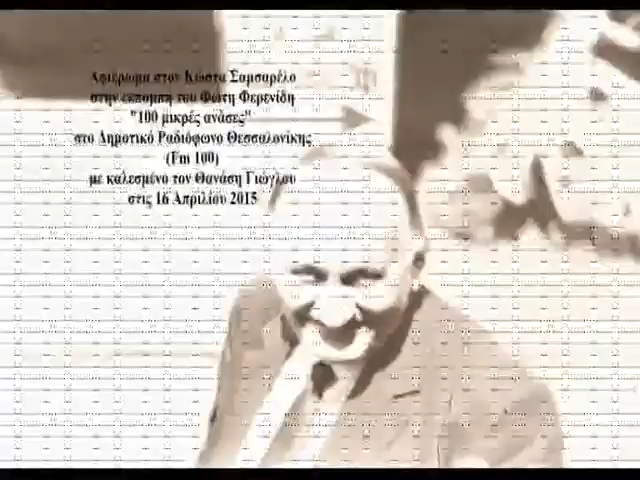 Αφιέρωμα στον Κώστα Σαμσαρέλο
στην εκπομπή του Φώτη Φερενίδη
"100 μικρές ανάσες"
στο Δημοτικό Ραδιόφωνο Θεσσαλονίκης
(Fm 100)
με καλεσμένο τον Θανάση Γιώγλου
στις 16 Απριλίου 2015